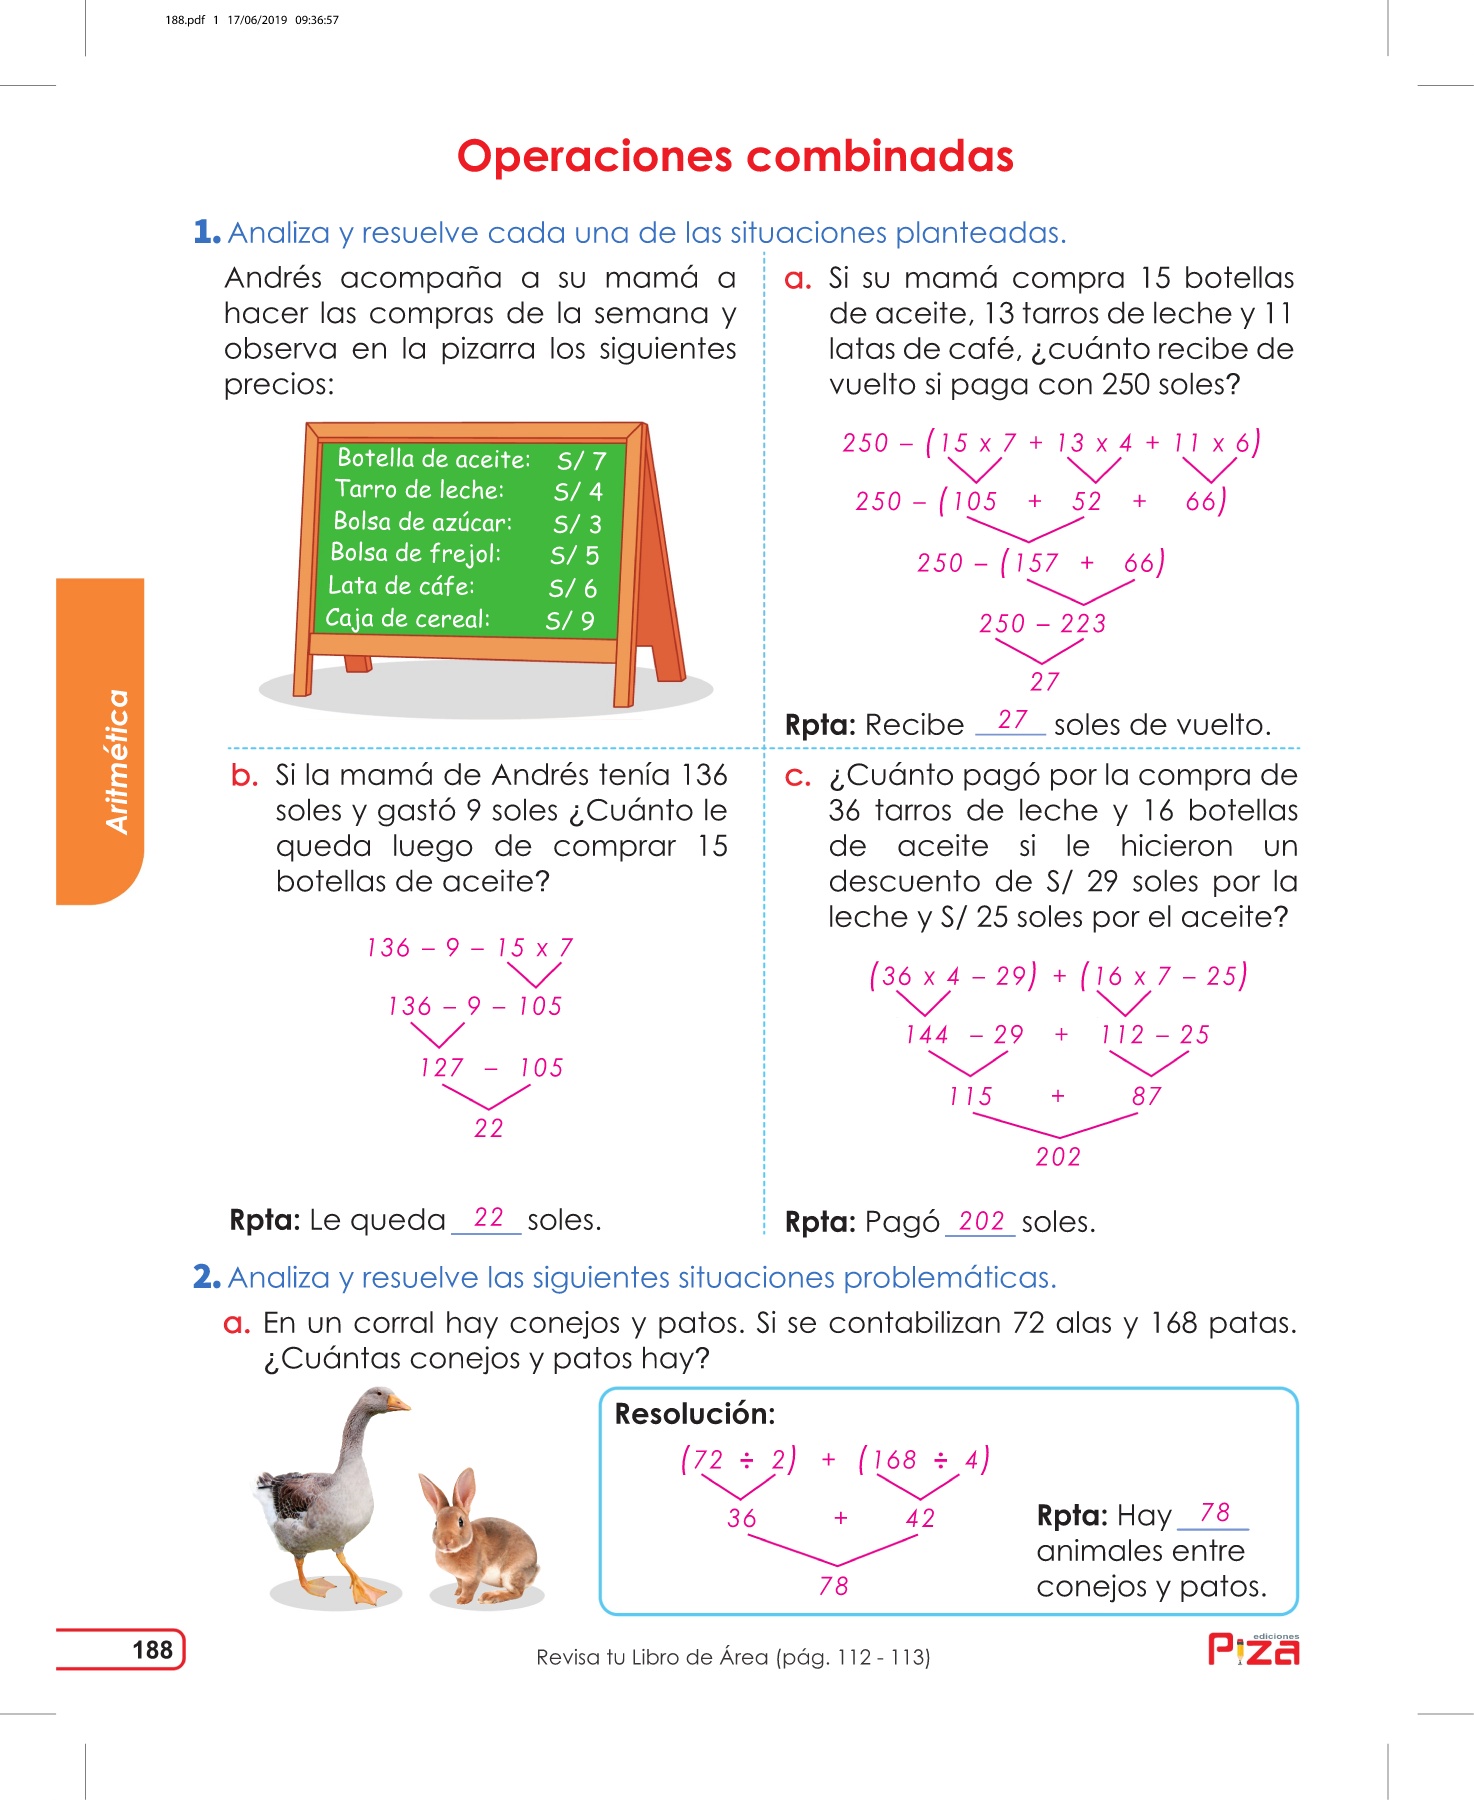 188.pdf 1 17/06/2019 09:36:57
Operaciones combinadas
1. Analiza y resuelve cada una de las situaciones planteadas.
Andrés acompaña a su mamá a
hacer las compras de la semana y
observa en la pizarra los siguientes
precios:
Botella de aceite: S/ 7
Tarro de leche: S/ 4
Bolsa de azúcar: S/ 3
Bolsa de frejol: S/ 5
Lata de cáfe: S/ 6
Caja de cereal: S/ 9
a. Si su mamá compra 15 botellas
de aceite, 13 tarros de leche y 11
latas de café, ¿cuánto recibe de
vuelto si paga con 250 soles?
250 – (15 x 7 + 13 x 4 + 11 x 6)
250 – (105 + 52 + 66)
250 – (157 + 66)
250 – 223
27
Rpta: Recibe 27 soles de vuelto.
b. Si la mamá de Andrés tenía 136
soles y gastó 9 soles ¿Cuánto le
queda luego de comprar 15
botellas de aceite?
136 – 9 – 15 x 7
136 – 9 – 105
127 – 105
22
Rpta: Le queda 22 soles.
c. ¿Cuánto pagó por la compra de
36 tarros de leche y 16 botellas
de aceite si le hicieron un
descuento de S/ 29 soles por la
leche y S/ 25 soles por el aceite?
(36 x 4 – 29) + (16 x 7 – 25)
144 – 29 + 112 – 25
115 + 87
202
Rpta: Pagó 202 soles.
2. Analiza y resuelve las siguientes situaciones problemáticas.
a. En un corral hay conejos y patos. Si se contabilizan 72 alas y 168 patas.
¿Cuántas conejos y patos hay?
Resolución:
(72 ÷ 2) + (168 ÷ 4)
36 + 42
78
Rpta: Hay 78
animales entre
conejos y patos.
Aritmética
188
Revisa tu Libro de Área (pág. 112 - 113)
ediciones
Piza